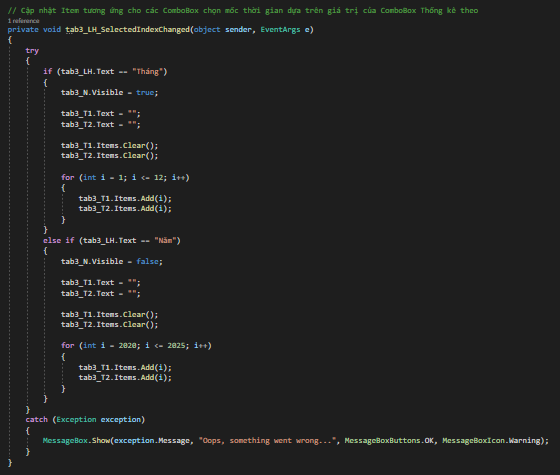 // Cập nhật Item tương ứng cho các ComboBox chọn mốc thời gian dựa trên giá trị của ComboBox Thống kê theo
1 reference
private void tab3_LH_SelectedIndexChanged(object sender, EventArgs e)
{
try
{
if (tab3_LH.Text == "Tháng")
{
tab3_N.Visible = true;
tab3_T1.Text = "";
tab3_T2.Text = "";
tab3_T1.Items.Clear();
tab3_T2.Items.Clear();
for (int i = 1; i <= 12; i++)
{
tab3_T1.Items.Add(i);
tab3_T2.Items.Add(i);
}
}
else if (tab3_LH.Text == "Năm")
{
tab3_N.Visible = false;
tab3_T1.Text = "";
tab3_T2.Text = "";
tab3_T1.Items.Clear();
tab3_T2.Items.Clear();
for (int i = 2020; i <= 2025; i++)
{
tab3_T1.Items.Add(i);
tab3_T2.Items.Add(i);
}
}
}
catch (Exception exception)
{
MessageBox.Show(exception.Message, "Oops, something went wrong...", MessageBoxButtons.OK, MessageBoxIcon.Warning);
}
}